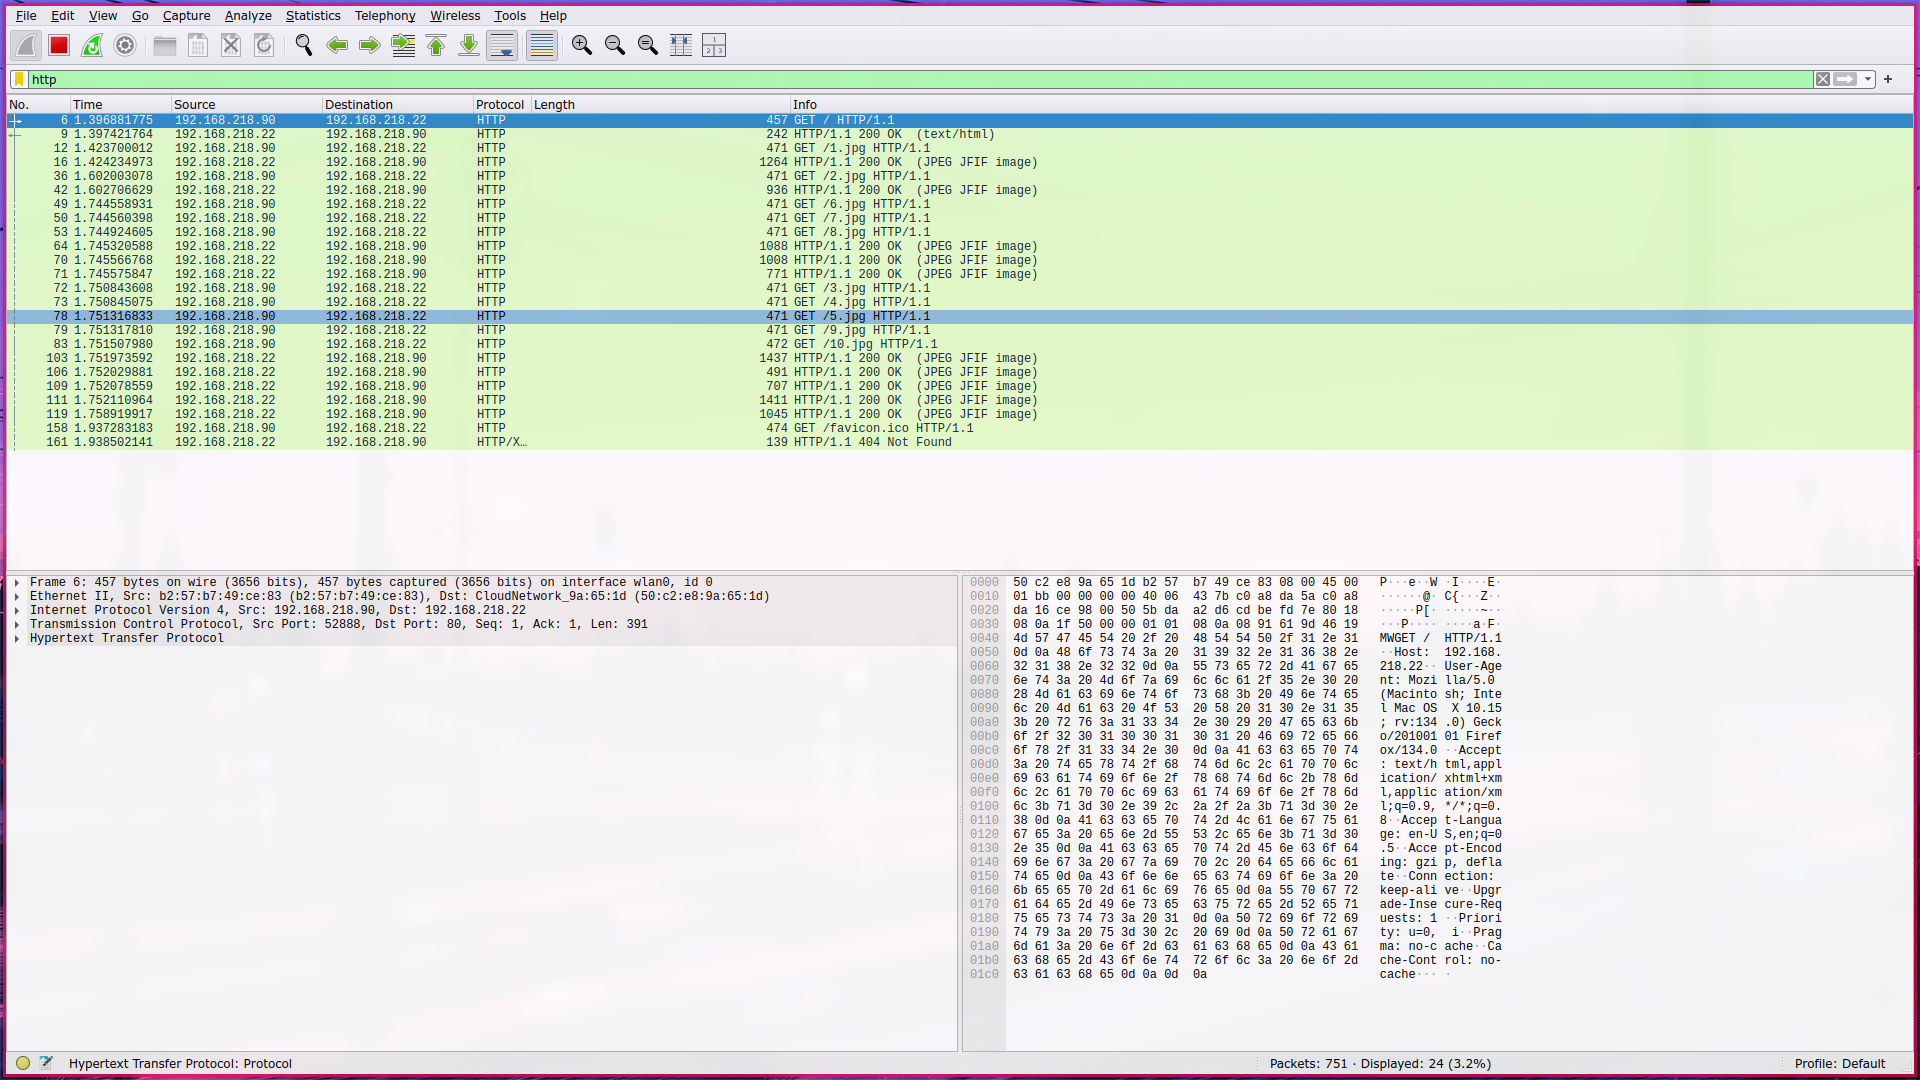 File Edit View Go Capture Analyze Statistics Telephony Wireless Tools Help
http
No. Time Source Destination Protocol Length Info
6 1.396881775 192.168.218.90 192.168.218.22 HTTP 457 GET / HTTP/1.1
9 1.397421764 192.168.218.22 192.168.218.90 HTTP 242 HTTP/1.1 200 OK (text/html)
12 1.423700012 192.168.218.90 192.168.218.22 HTTP 471 GET /1.jpg HTTP/1.1
16 1.424234973 192.168.218.22 192.168.218.90 HTTP 1264 HTTP/1.1 200 OK (JPEG JFIF image)
36 1.602003078 192.168.218.90 192.168.218.22 HTTP 471 GET /2.jpg HTTP/1.1
42 1.602706629 192.168.218.22 192.168.218.90 HTTP 936 HTTP/1.1 200 OK (JPEG JFIF image)
49 1.744558931 192.168.218.90 192.168.218.22 HTTP 471 GET /6.jpg HTTP/1.1
50 1.744560398 192.168.218.90 192.168.218.22 HTTP 471 GET /7.jpg HTTP/1.1
53 1.744924605 192.168.218.90 192.168.218.22 HTTP 471 GET /8.jpg HTTP/1.1
64 1.745320588 192.168.218.22 192.168.218.90 HTTP 1088 HTTP/1.1 200 OK (JPEG JFIF image)
70 1.745566768 192.168.218.22 192.168.218.90 HTTP 1008 HTTP/1.1 200 OK (JPEG JFIF image)
71 1.745575847 192.168.218.22 192.168.218.90 HTTP 771 HTTP/1.1 200 OK (JPEG JFIF image)
72 1.750843608 192.168.218.90 192.168.218.22 HTTP 471 GET /3.jpg HTTP/1.1
73 1.750845075 192.168.218.90 192.168.218.22 HTTP 471 GET /4.jpg HTTP/1.1
78 1.751316833 192.168.218.90 192.168.218.22 HTTP 471 GET /5.jpg HTTP/1.1
79 1.751317810 192.168.218.90 192.168.218.22 HTTP 471 GET /9.jpg HTTP/1.1
83 1.751507980 192.168.218.90 192.168.218.22 HTTP 472 GET /10.jpg HTTP/1.1
103 1.751973592 192.168.218.22 192.168.218.90 HTTP 1437 HTTP/1.1 200 OK (JPEG JFIF image)
106 1.752029881 192.168.218.22 192.168.218.90 HTTP 491 HTTP/1.1 200 OK (JPEG JFIF image)
109 1.752078559 192.168.218.22 192.168.218.90 HTTP 707 HTTP/1.1 200 OK (JPEG JFIF image)
111 1.752110964 192.168.218.22 192.168.218.90 HTTP 1411 HTTP/1.1 200 OK (JPEG JFIF image)
119 1.758919917 192.168.218.22 192.168.218.90 HTTP 1045 HTTP/1.1 200 OK (JPEG JFIF image)
158 1.937283183 192.168.218.90 192.168.218.22 HTTP 474 GET /favicon.ico HTTP/1.1
161 1.938502141 192.168.218.22 192.168.218.90 HTTP/X… 139 HTTP/1.1 404 Not Found
Frame 6: 457 bytes on wire (3656 bits), 457 bytes captured (3656 bits) on interface wlan0, id 0
Ethernet II, Src: b2:57:b7:49:ce:83 (b2:57:b7:49:ce:83), Dst: CloudNetwork_9a:65:1d (50:c2:e8:9a:65:1d)
Internet Protocol Version 4, Src: 192.168.218.90, Dst: 192.168.218.22
Transmission Control Protocol, Src Port: 52888, Dst Port: 80, Seq: 1, Ack: 1, Len: 391
Hypertext Transfer Protocol
0000 50 c2 e8 9a 65 1d b2 57 b7 49 ce 83 08 00 45 00 P···e··W ·I····E·
0010 01 bb 00 00 00 00 40 06 43 7b c0 a8 da 5a c0 a8 ······@· C{···Z··
0020 da 16 ce 98 00 50 5b da a2 d6 cd be fd 7e 80 18 ·····P[· ·····~··
0030 08 0a 1f 50 00 00 01 01 08 0a 08 91 61 9d 46 19 ···P···· ····a·F·
0040 4d 57 47 45 54 20 2f 20 48 54 54 50 2f 31 2e 31 MWGET / HTTP/1.1
0050 0d 0a 48 6f 73 74 3a 20 31 39 32 2e 31 36 38 2e ··Host: 192.168.
0060 32 31 38 2e 32 32 0d 0a 55 73 65 72 2d 41 67 65 218.22·· User-Age
0070 6e 74 3a 20 4d 6f 7a 69 6c 6c 61 2f 35 2e 30 20 nt: Mozi lla/5.0
0080 28 4d 61 63 69 6e 74 6f 73 68 3b 20 49 6e 74 65 (Macinto sh; Inte
0090 6c 20 4d 61 63 20 4f 53 20 58 20 31 30 2e 31 35 l Mac OS X 10.15
00a0 3b 20 72 76 3a 31 33 34 2e 30 29 20 47 65 63 6b ; rv:134 .0) Geck
00b0 6f 2f 32 30 31 30 30 31 30 31 20 46 69 72 65 66 o/201001 01 Firef
00c0 6f 78 2f 31 33 34 2e 30 0d 0a 41 63 63 65 70 74 ox/134.0 ··Accept
00d0 3a 20 74 65 78 74 2f 68 74 6d 6c 2c 61 70 70 6c : text/h tml,appl
00e0 69 63 61 74 69 6f 6e 2f 78 68 74 6d 6c 2b 78 6d ication/ xhtml+xm
00f0 6c 2c 61 70 70 6c 69 63 61 74 69 6f 6e 2f 78 6d l,applic ation/xm
0100 6c 3b 71 3d 30 2e 39 2c 2a 2f 2a 3b 71 3d 30 2e l;q=0.9, */*;q=0.
0110 38 0d 0a 41 63 63 65 70 74 2d 4c 61 6e 67 75 61 8··Accep t-Langua
0120 67 65 3a 20 65 6e 2d 55 53 2c 65 6e 3b 71 3d 30 ge: en-U S,en;q=0
0130 2e 35 0d 0a 41 63 63 65 70 74 2d 45 6e 63 6f 64 .5··Acce pt-Encod
0140 69 6e 67 3a 20 67 7a 69 70 2c 20 64 65 66 6c 61 ing: gzi p, defla
0150 74 65 0d 0a 43 6f 6e 6e 65 63 74 69 6f 6e 3a 20 te··Conn ection:
0160 6b 65 65 70 2d 61 6c 69 76 65 0d 0a 55 70 67 72 keep-ali ve··Upgr
0170 61 64 65 2d 49 6e 73 65 63 75 72 65 2d 52 65 71 ade-Inse cure-Req
0180 75 65 73 74 73 3a 20 31 0d 0a 50 72 69 6f 72 69 uests: 1 ··Priori
0190 74 79 3a 20 75 3d 30 2c 20 69 0d 0a 50 72 61 67 ty: u=0, i··Prag
01a0 6d 61 3a 20 6e 6f 2d 63 61 63 68 65 0d 0a 43 61 ma: no-c ache··Ca
01b0 63 68 65 2d 43 6f 6e 74 72 6f 6c 3a 20 6e 6f 2d che-Cont rol: no-
01c0 63 61 63 68 65 0d 0a 0d 0a cache··· ·
Hypertext Transfer Protocol: Protocol
Packets: 751 · Displayed: 24 (3.2%)
Profile: Default